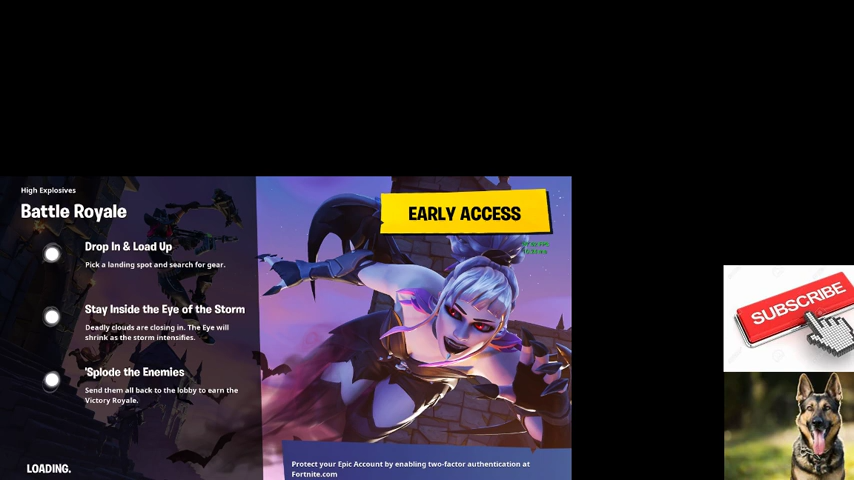 High Explosives
Battle Royale
EARLY ACCESS
Drop In & Load Up
Pick a landing spot and search for gear.
Stay Inside the Eye of the Storm
Deadly clouds are closing in. The Eye will
shrink as the storm intensifies.
'Splode the Enemies
Send them all back to the lobby to earn the
Victory Royale.
LOADING.
Protect your Epic Account by enabling two-factor authentication at
Fortnite.com
SUBSCRIBE